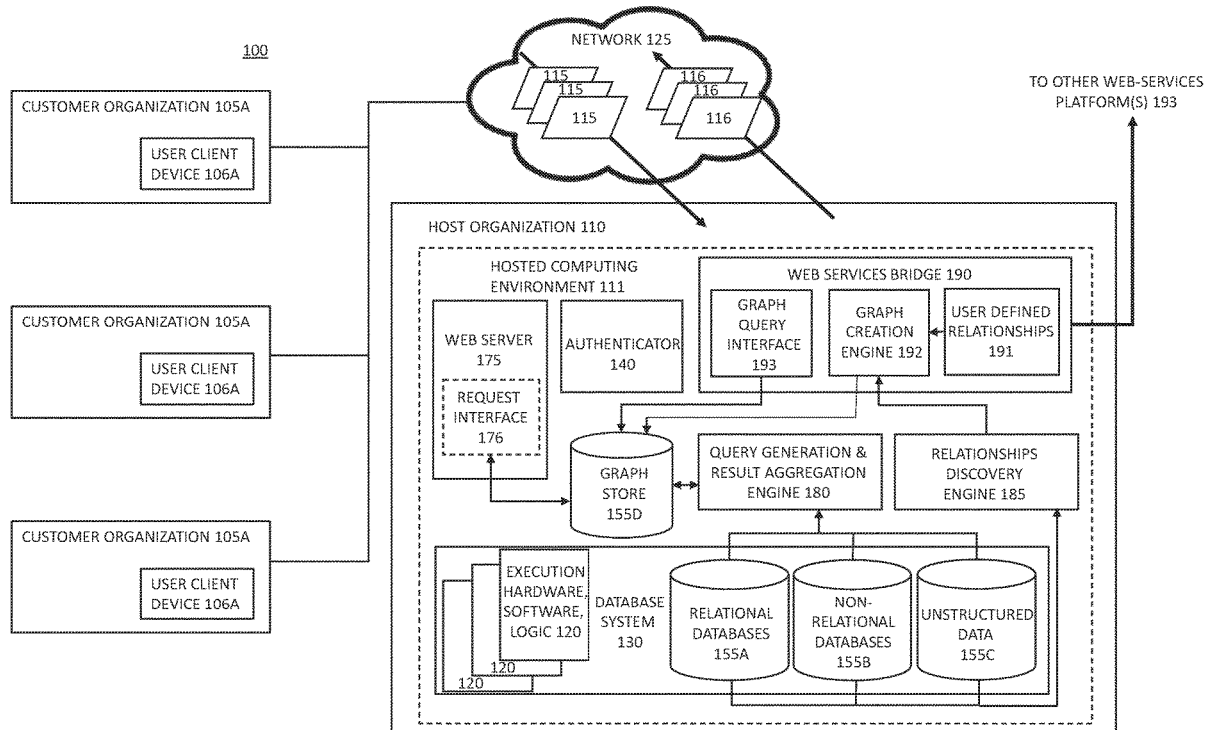 100
CUSTOMER ORGANIZATION 105A
USER CLIENT
DEVICE 106A
CUSTOMER ORGANIZATION 105A
USER CLIENT
DEVICE 106A
CUSTOMER ORGANIZATION 105A
USER CLIENT
DEVICE 106A
NETWORK 125
115
115
115
116
116
116
TO OTHER WEB-SERVICES
PLATFORM(S) 193
HOST ORGANIZATION 110
HOSTED COMPUTING
ENVIRONMENT 111
WEB SERVER
175
REQUEST
INTERFACE
176
AUTHENTICATOR
140
WEB SERVICES BRIDGE 190
GRAPH
QUERY
INTERFACE
193
GRAPH
CREATION
ENGINE 192
USER DEFINED
RELATIONSHIPS
191
GRAPH
STORE
155D
QUERY GENERATION &
RESULT AGGREGATION
ENGINE 180
RELATIONSHIPS
DISCOVERY
ENGINE 185
EXECUTION
HARDWARE,
SOFTWARE,
LOGIC 120
120
120
DATABASE
SYSTEM
130
RELATIONAL
DATABASES
155A
NON-
RELATIONAL
DATABASES
155B
UNSTRUCTURED
DATA
155C